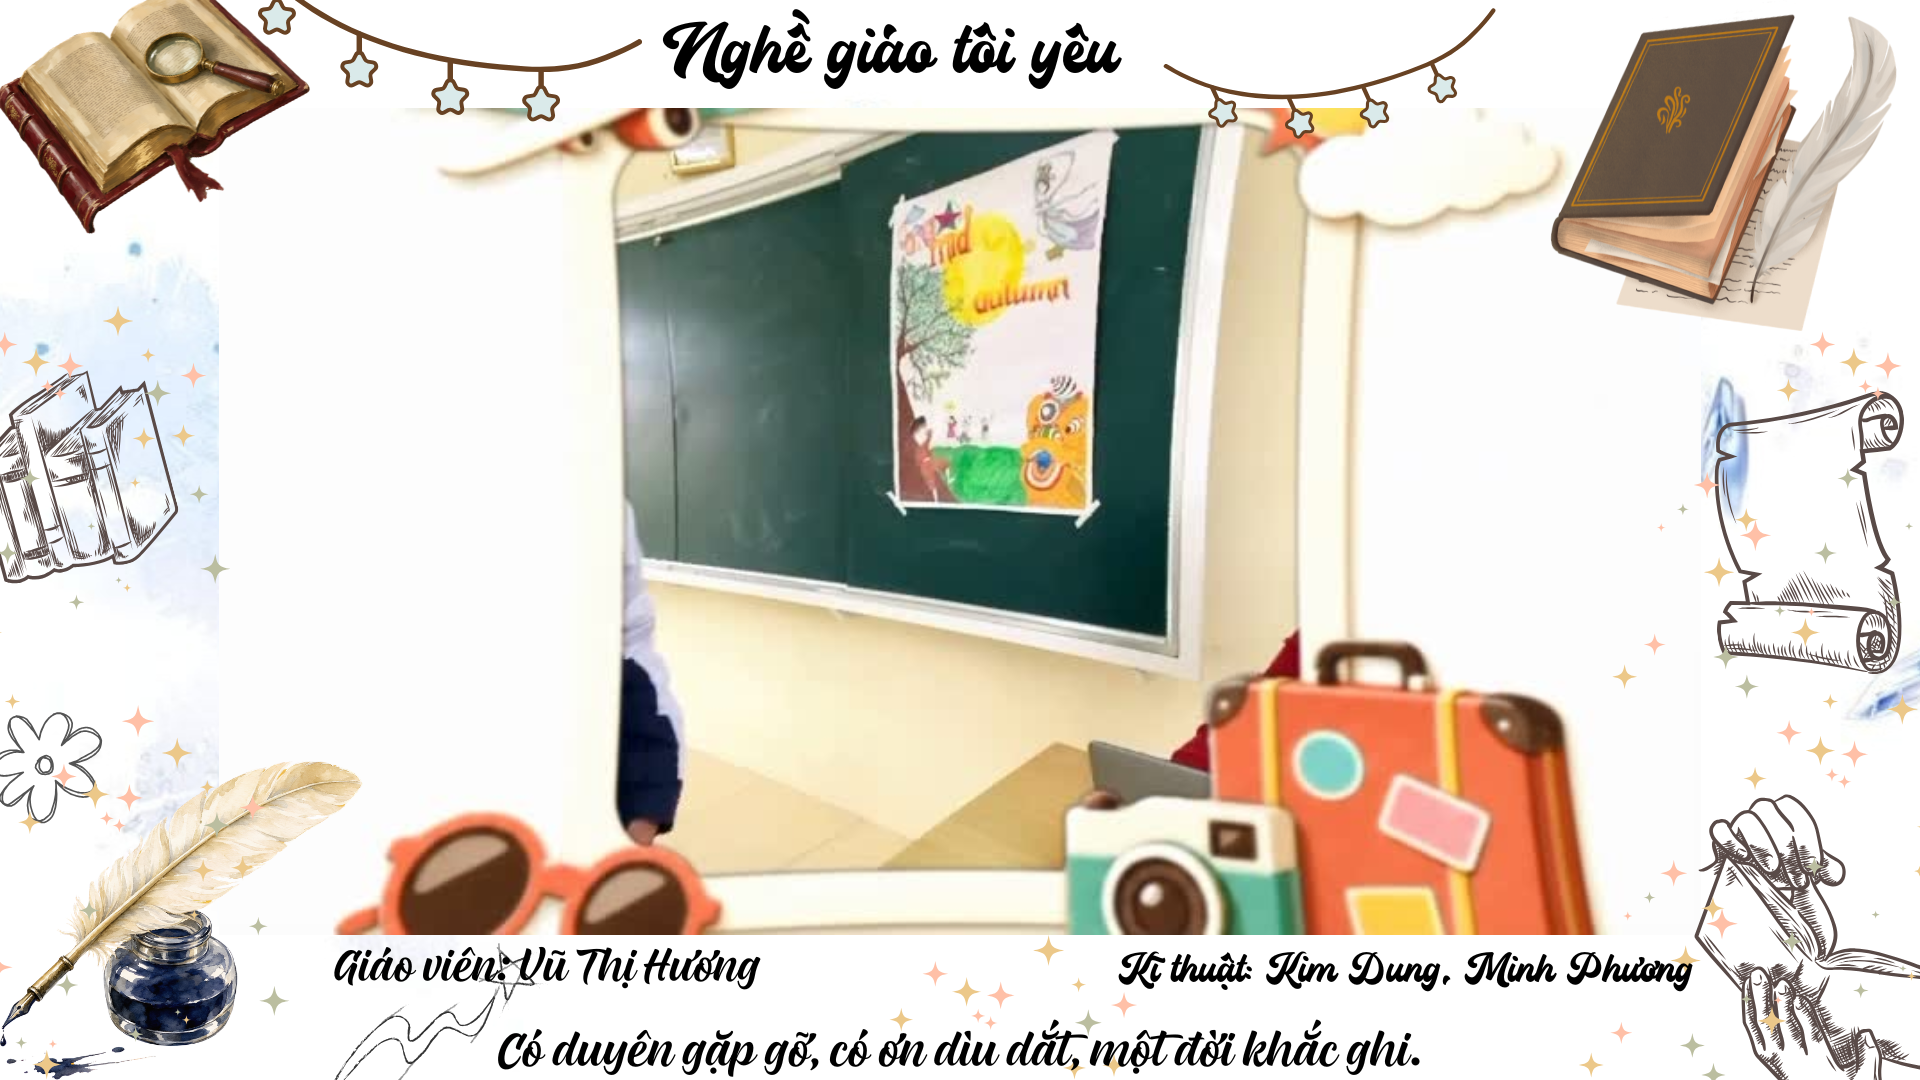 Nghề giáo tôi yêu
autumn
Giáo viên: Vũ Thị Hương
Kĩ thuật: Kim Dung, Minh Phương
Có duyên gặp gỡ, có ơn dìu dắt, một đời khắc ghi.